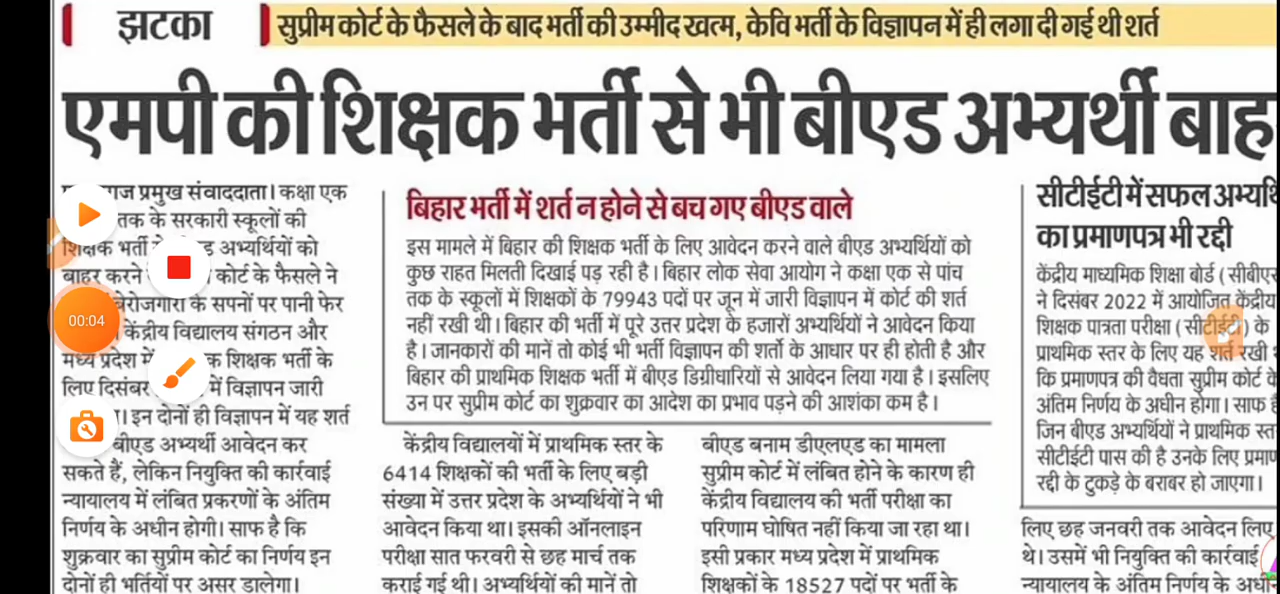 झटका
सुप्रीम कोर्ट के फैसले के बाद भर्ती की उम्मीद खत्म, केवि भर्ती के विज्ञापन में ही लगा दी गई थी शर्त
एमपी की शिक्षक भर्ती से भी बीएड अभ्यर्थी बाह
प्रमुख संवाददाता। कक्षा एक
तक के सरकारी स्कूलों की
शिक्षक भर्ती अभ्यर्थियों को
बाहर करने कोर्ट के फैसले ने
बेरोजगारों के सपनों पर पानी फेर
00:04
केंद्रीय विद्यालय संगठन और
मध्य प्रदेश में शिक्षक भर्ती के
लिए दिसंबर में विज्ञापन जारी
इन दोनों ही विज्ञापन में यह शर्त
बीएड अभ्यर्थी आवेदन कर
सकते हैं, लेकिन नियुक्ति की कार्रवाई
न्यायालय में लंबित प्रकरणों के अंतिम
निर्णय के अधीन होगी। साफ है कि
शुक्रवार का सुप्रीम कोर्ट का निर्णय इन
दोनों ही भर्तियों पर असर डालेगा।
बिहार भर्ती में शर्त न होने से बच गए बीएड वाले
इस मामले में बिहार की शिक्षक भर्ती के लिए आवेदन करने वाले बीएड अभ्यर्थियों को
कुछ राहत मिलती दिखाई पड़ रही है। बिहार लोक सेवा आयोग ने कक्षा एक से पांच
तक के स्कूलों में शिक्षकों के 79943 पदों पर जून में जारी विज्ञापन में कोर्ट की शर्त
नहीं रखी थी। बिहार की भर्ती में पूरे उत्तर प्रदेश के हजारों अभ्यर्थियों ने आवेदन किया
है। जानकारों की मानें तो कोई भी भर्ती विज्ञापन की शर्तो के आधार पर ही होती है और
बिहार की प्राथमिक शिक्षक भर्ती में बीएड डिग्रीधारियों से आवेदन लिया गया है। इसलिए
उन पर सुप्रीम कोर्ट का शुक्रवार का आदेश का प्रभाव पड़ने की आशंका कम है।
केंद्रीय विद्यालयों में प्राथमिक स्तर के
6414 शिक्षकों की भर्ती के लिए बड़ी
संख्या में उत्तर प्रदेश के अभ्यर्थियों ने भी
आवेदन किया था। इसकी ऑनलाइन
परीक्षा सात फरवरी से छह मार्च तक
कराई गई थी। अभ्यर्थियों की मानें तो
बीएड बनाम डीएलएड का मामला
सुप्रीम कोर्ट में लंबित होने के कारण ही
केंद्रीय विद्यालय की भर्ती परीक्षा का
परिणाम घोषित नहीं किया जा रहा था।
इसी प्रकार मध्य प्रदेश में प्राथमिक
शिक्षकों के 18527 पदों पर भर्ती के
सीटीईटी में सफल अभ्यर्थि
का प्रमाणपत्र भी रद्दी
केंद्रीय माध्यमिक शिक्षा बोर्ड (सीबीएस
ने दिसंबर 2022 में आयोजित केंद्रीय
शिक्षक पात्रता परीक्षा (सीटीईटी) के
प्राथमिक स्तर के लिए यह शर्त रखी
कि प्रमाणपत्र की वैधता सुप्रीम कोर्ट के
अंतिम निर्णय के अधीन होगा। साफ है
जिन बीएड अभ्यर्थियों ने प्राथमिक स्त
सीटीईटी पास की है उनके लिए प्रमाण
रद्दी के टुकड़े के बराबर हो जाएगा।
लिए छह जनवरी तक आवेदन लिए
थे। उसमें भी नियुक्ति की कार्रवाई
न्यायालय के अंतिम निर्णय के अधीन